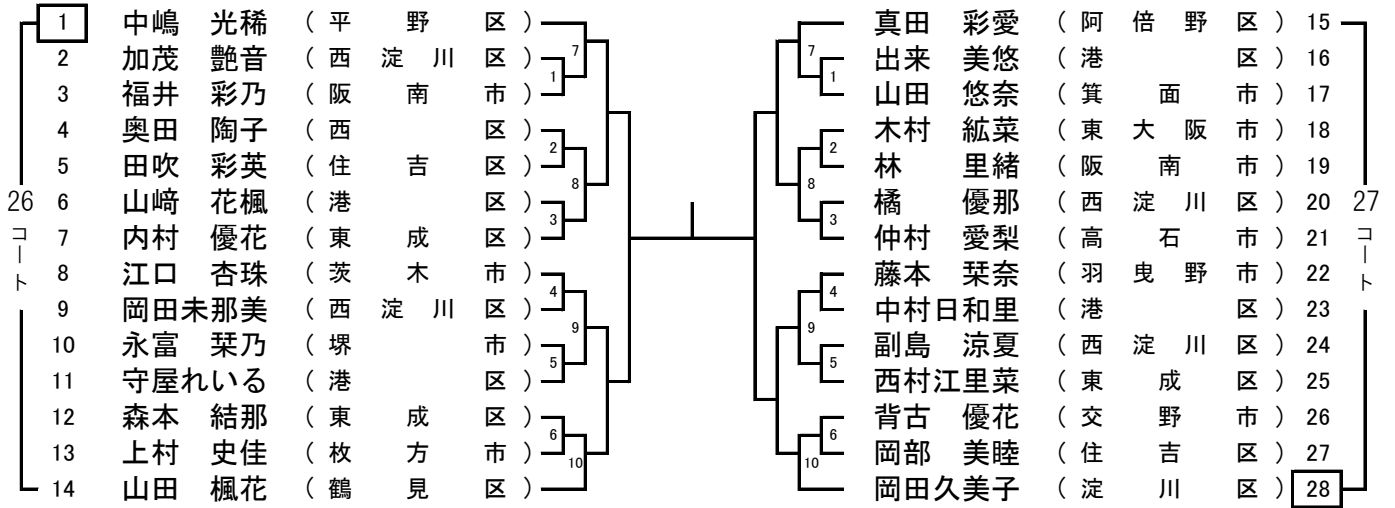 1 中嶋 光稀 (平野区) 7
2 加茂 艶音 (西淀川区) 1
3 福井 彩乃 (阪南市)
4 奥田 陶子 (西区) 2
5 田吹 彩英 (住吉区) 8
6 山﨑 花楓 (港区) 3
7 内村 優花 (東成区)
8 江口 杏珠 (茨木市) 4
9 岡田未那美 (西淀川区) 9
10 永富 栞乃 (堺市) 5
11 守屋れいる (港区)
12 森本 結那 (東成区) 6
13 上村 史佳 (枚方市) 10
14 山田 楓花 (鶴見区)
26コート
真田 彩愛 (阿倍野区) 15
7 出来 美悠 (港区) 16
1 山田 悠奈 (箕面市) 17
木村 紘菜 (東大阪市) 18
2 林 里緒 (阪南市) 19
8 橘 優那 (西淀川区) 20
3 仲村 愛梨 (高石市) 21
藤本 栞奈 (羽曳野市) 22
4 中村日和里 (港区) 23
9 副島 涼夏 (西淀川区) 24
5 西村江里菜 (東成区) 25
背古 優花 (交野市) 26
6 岡部 美睦 (住吉区) 27
10 岡田久美子 (淀川区) 28
27コート